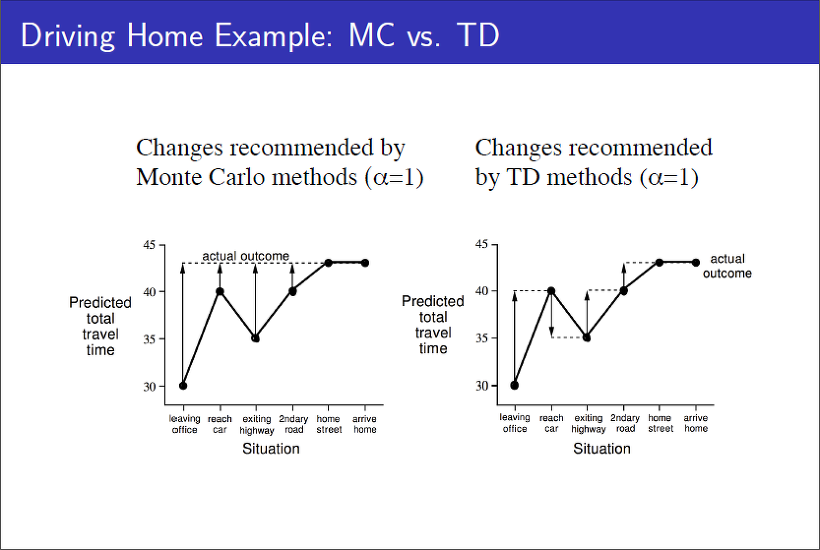 Driving Home Example: MC vs. TD
Changes recommended by
Monte Carlo methods (α=1)
Changes recommended
by TD methods (α=1)
45
40
35
30
actual outcome
Predicted
total
travel
time
leaving
office
reach
car
exiting
highway
2ndary
road
home
street
arrive
home
Situation
45
40
35
30
actual
outcome
Predicted
total
travel
time
leaving
office
reach
car
exiting
highway
2ndary
road
home
street
arrive
home
Situation